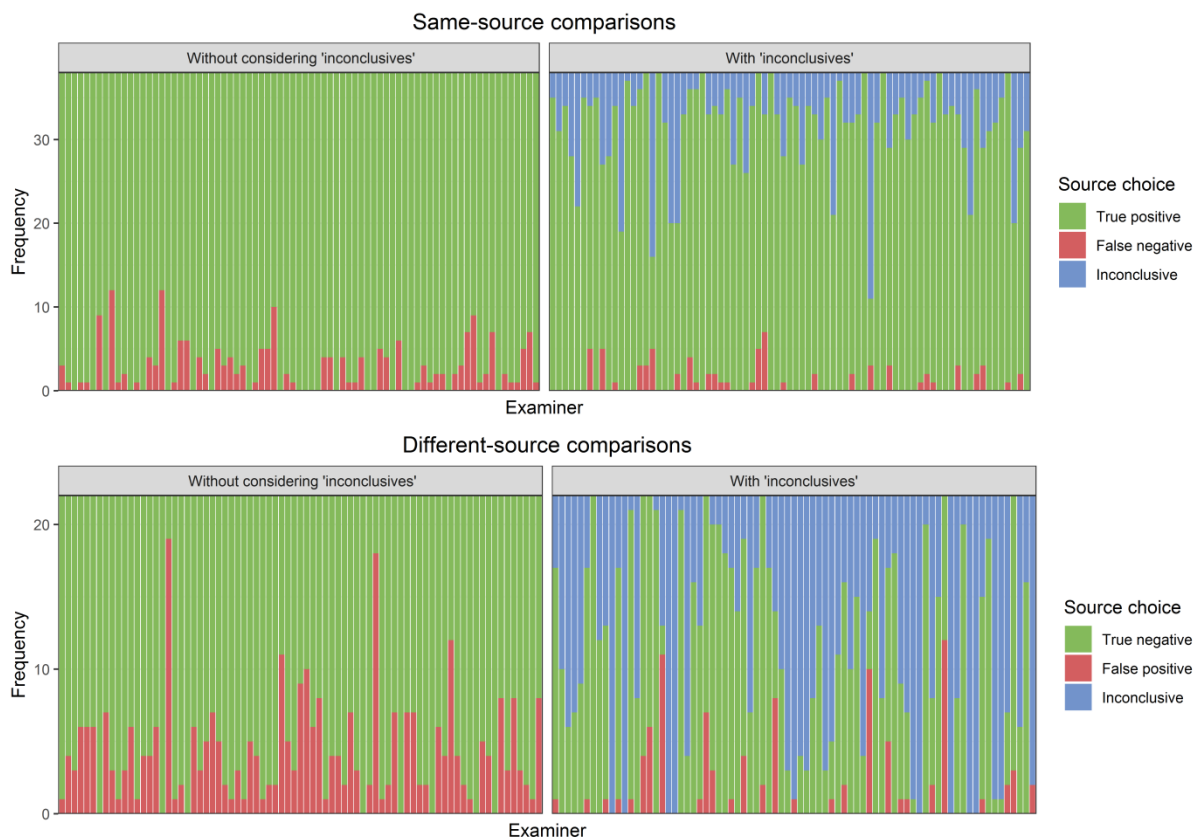 Same-source comparisons
Without considering 'inconclusives'
With 'inconclusives'
Frequency
30
20
10
0
Examiner
Source choice
True positive
False negative
Inconclusive
Different-source comparisons
Without considering 'inconclusives'
With 'inconclusives'
Frequency
20
10
0
Examiner
Source choice
True negative
False positive
Inconclusive